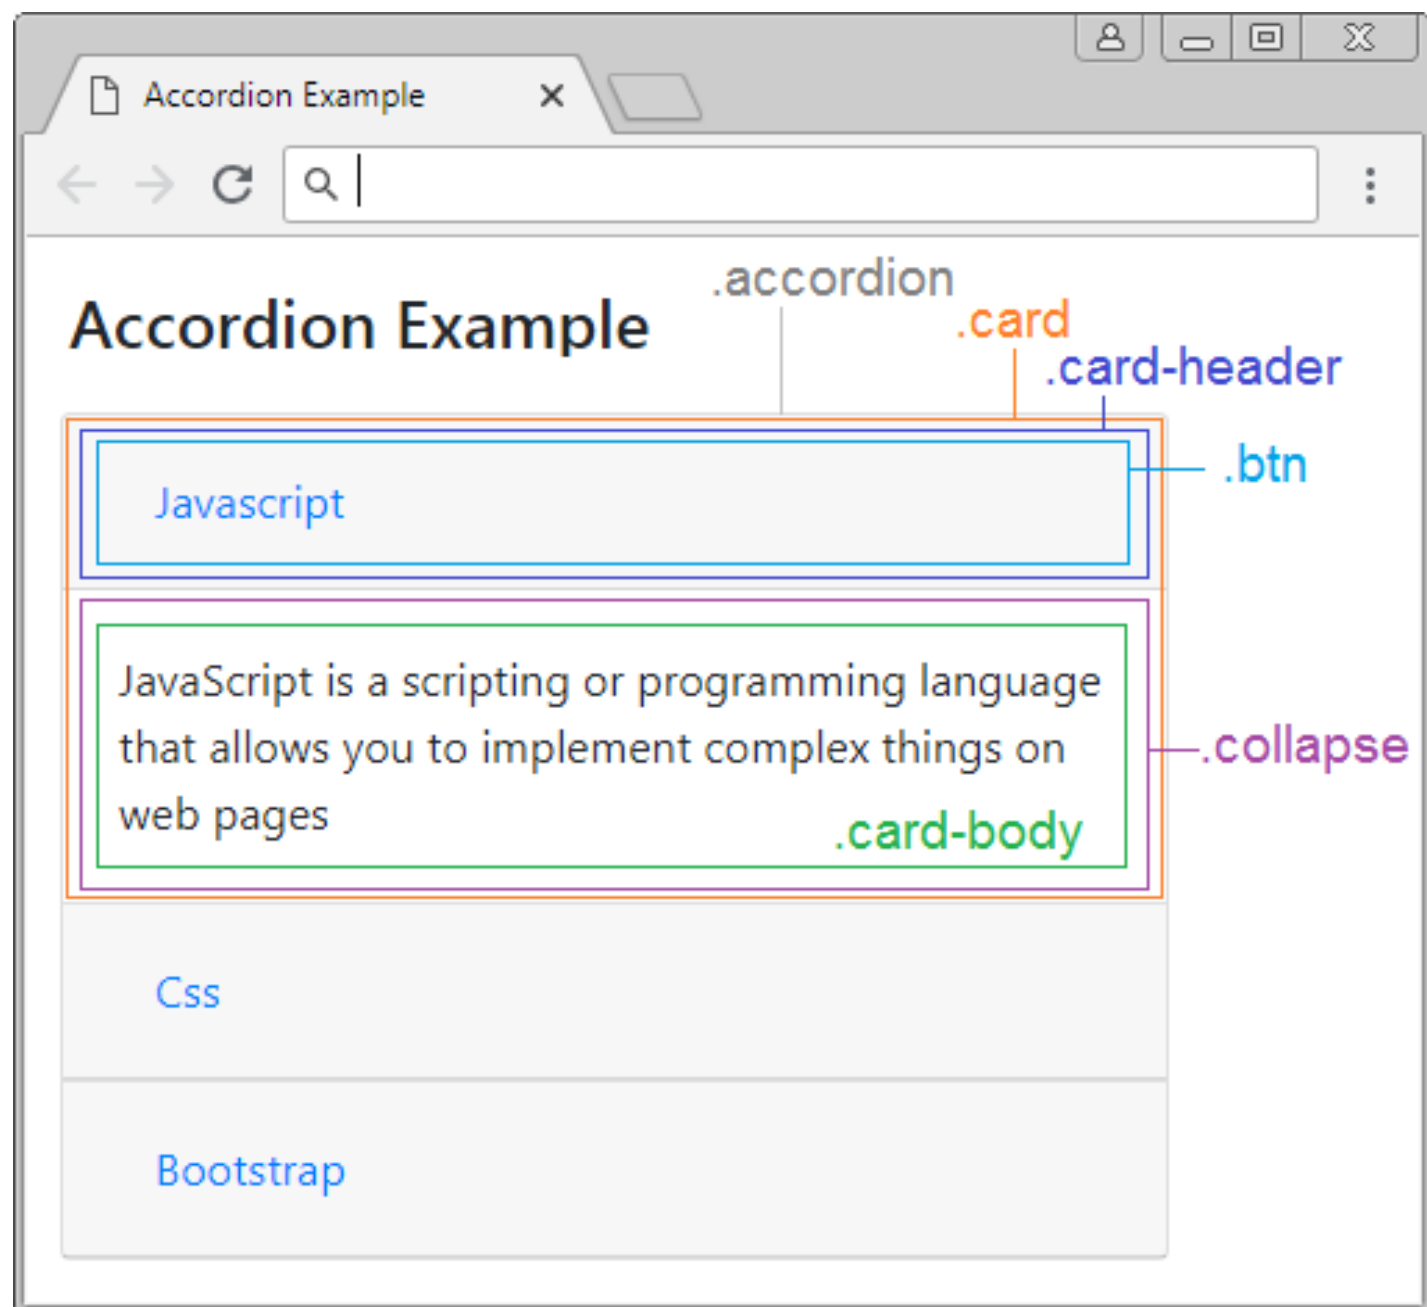 Accordion Example
Accordion Example
.accordion
.card
.card-header
.btn
Javascript
JavaScript is a scripting or programming language
that allows you to implement complex things on
web pages
.card-body
.collapse
Css
Bootstrap